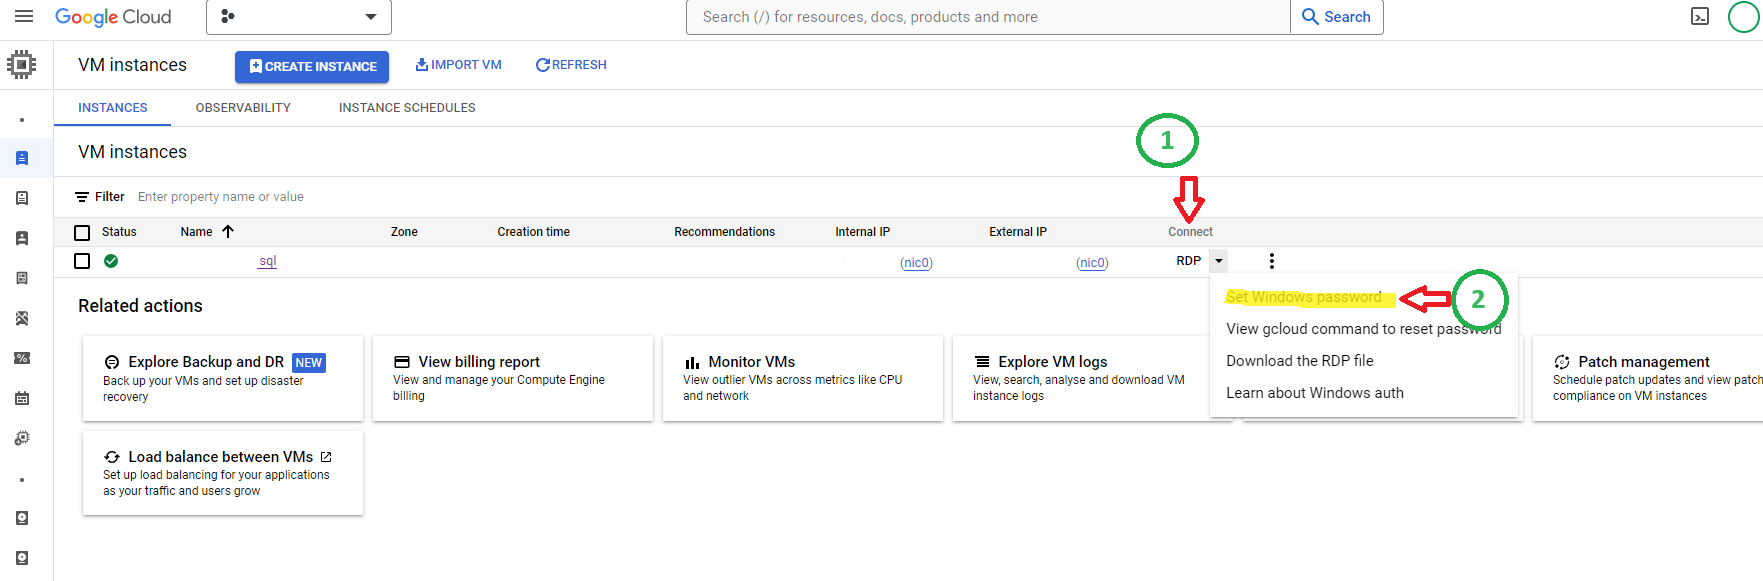 Google Cloud
Search (/) for resources, docs, products and more
Search
VM instances
CREATE INSTANCE
IMPORT VM
REFRESH
INSTANCES
OBSERVABILITY
INSTANCE SCHEDULES
1
VM instances
Filter
Enter property name or value
Status
Name
Zone
Creation time
Recommendations
Internal IP
External IP
Connect
sql
(nic0)
(nic0)
RDP
Set Windows password
2
View gcloud command to reset password
Download the RDP file
Learn about Windows auth
Related actions
Explore Backup and DR NEW
Back up your VMs and set up disaster
recovery
View billing report
View and manage your Compute Engine
billing
Monitor VMs
View outlier VMs across metrics like CPU
and network
Explore VM logs
View, search, analyse and download VM
instance logs
Patch management
Schedule patch updates and view patch
compliance on VM instances
Load balance between VMs
Set up load balancing for your applications
as your traffic and users grow